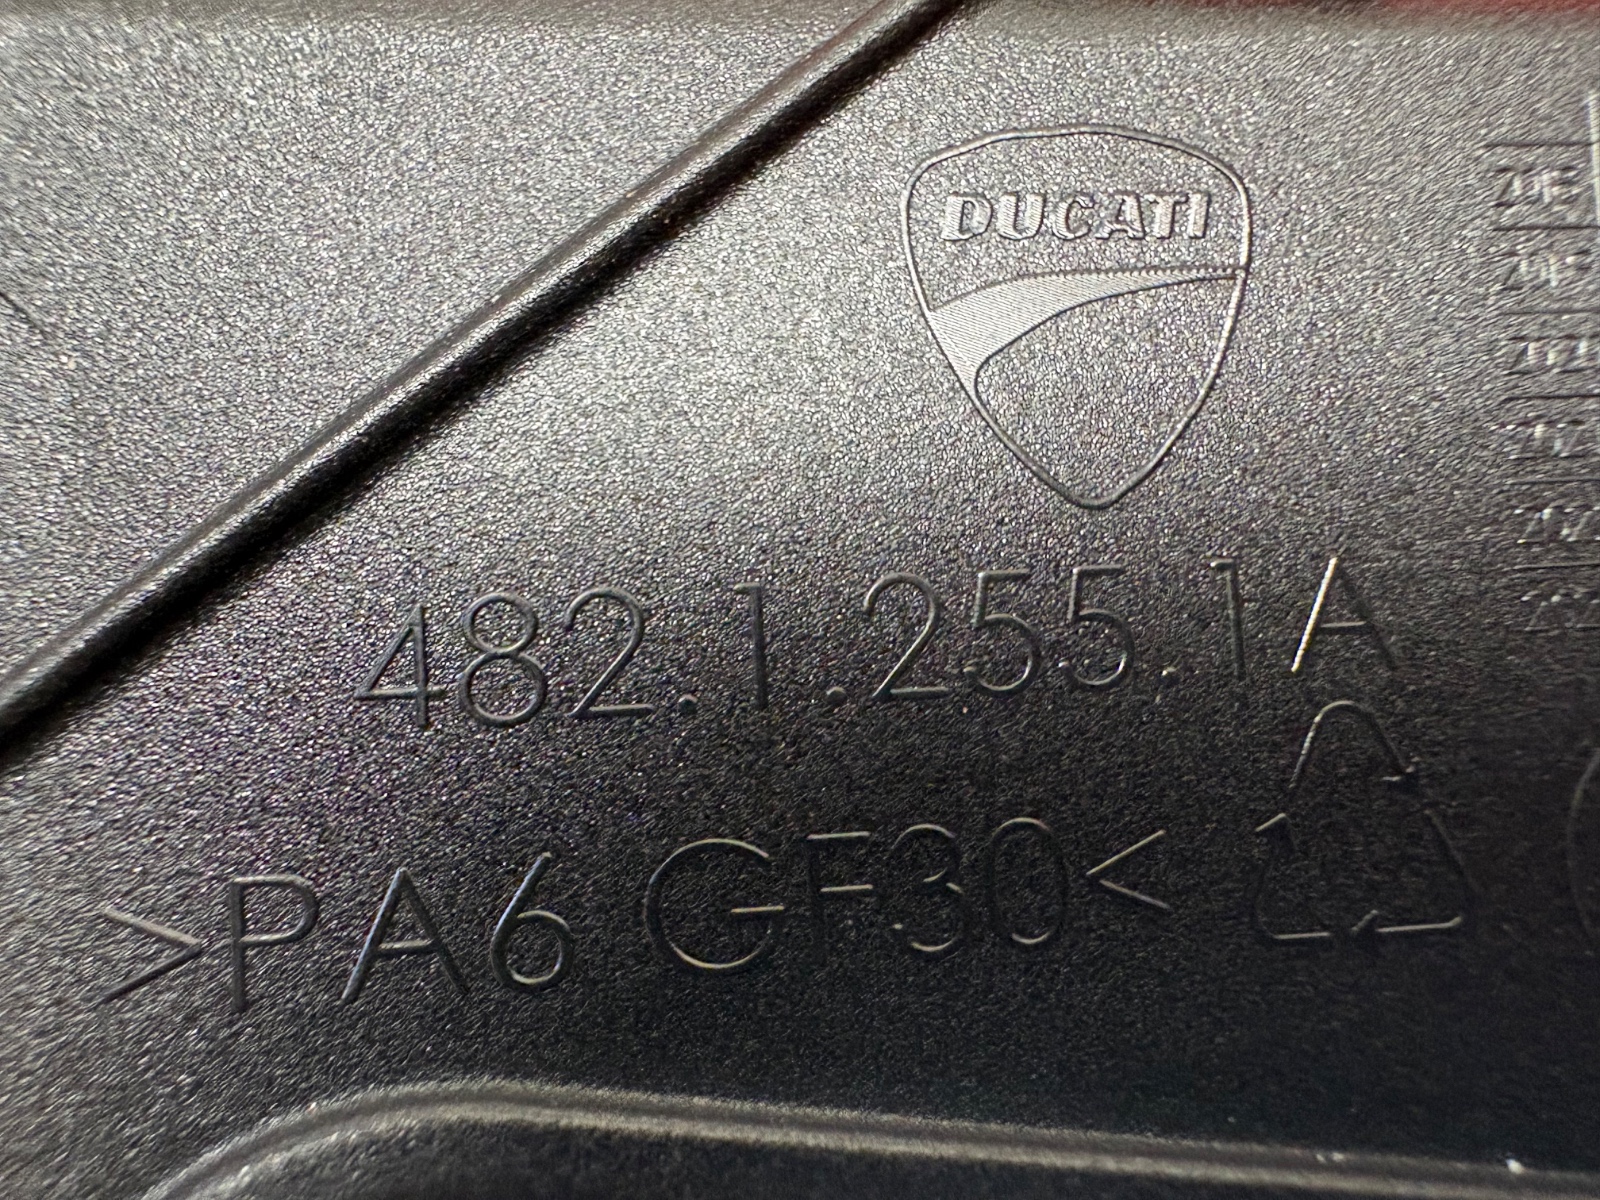 DUCATI
482.1.255.1A
>PA6 GF30<